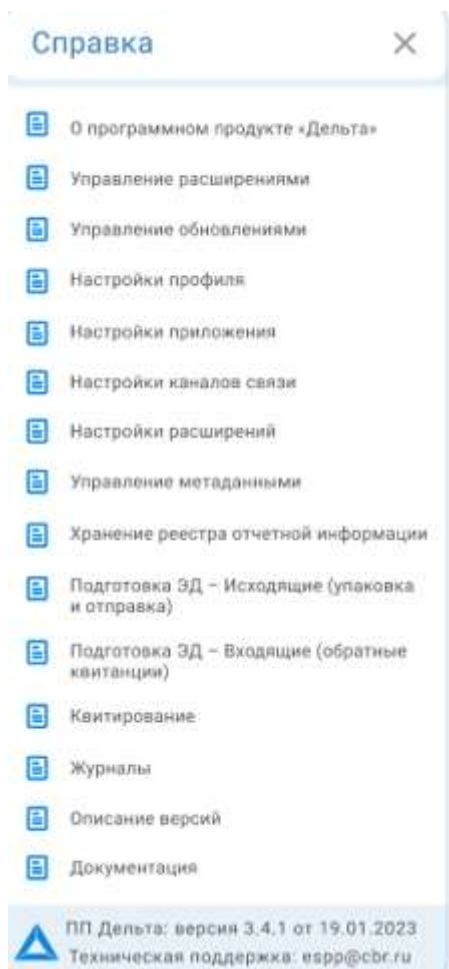 Справка
О программном продукте «Дельта»
Управление расширениями
Управление обновлениями
Настройки профиля
Настройки приложения
Настройки каналов связи
Настройки расширений
Управление метаданными
Хранение реестра отчетной информации
Подготовка ЭД – Исходящие (упаковка
и отправка)
Подготовка ЭД – Входящие (обратные
квитанции)
Квитирование
Журналы
Описание версий
Документация
ПП Дельта: версия 3.4.1 от 19.01.2023
Техническая поддержка: espp@cbr.ru